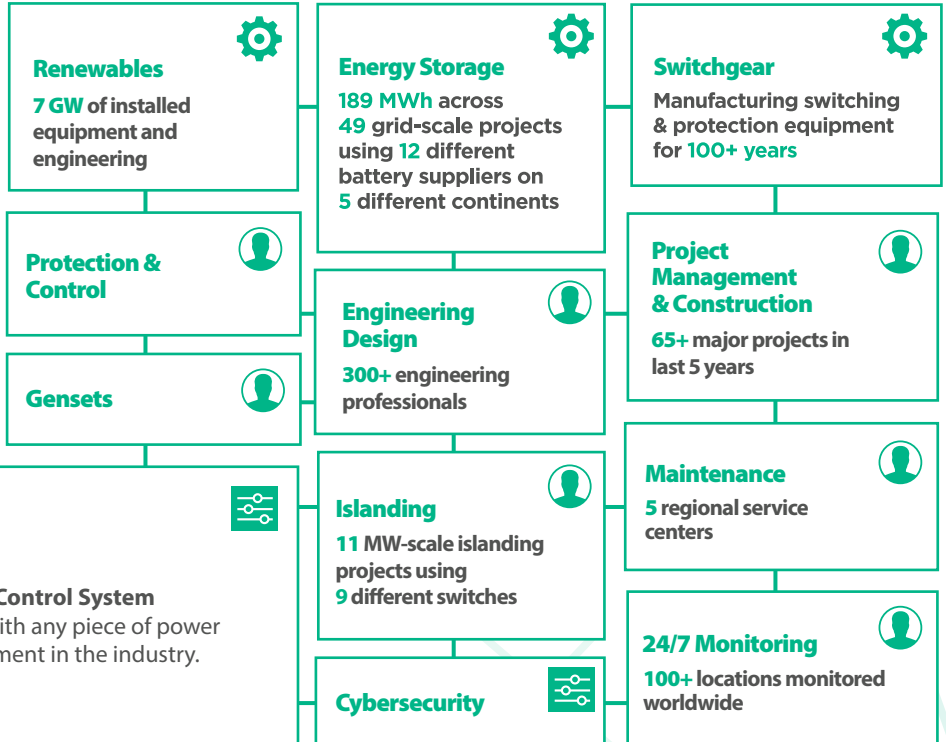 Renewables
7 GW of installed
equipment and
engineering
Energy Storage
189 MWh across
49 grid-scale projects
using 12 different
battery suppliers on
5 different continents
Switchgear
Manufacturing switching
& protection equipment
for 100+ years
Protection &
Control
Engineering
Design
300+ engineering
professionals
Project
Management
& Construction
65+ major projects in
last 5 years
Gensets
Islanding
11 MW-scale islanding
projects using
9 different switches
Maintenance
5 regional service
centers
Control System
ith any piece of power
ment in the industry.
Cybersecurity
24/7 Monitoring
100+ locations monitored
worldwide